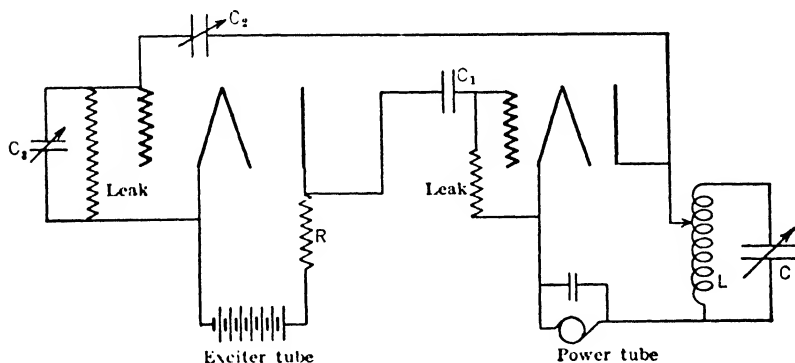 C₂
C₁
C₃
Leak
Leak
R
L
C
Exciter tube
Power tube